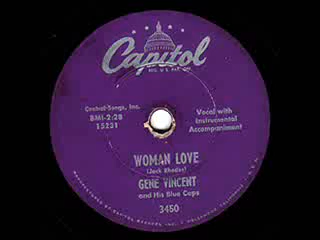 Capitol
REG. U.S. PAT. OFF.
Central-Songs, Inc.
BMI-2:28
15231
Vocal with
Instrumental
Accompaniment
WOMAN LOVE
(Jack Rhodes)
GENE VINCENT
and His Blue Caps
3450